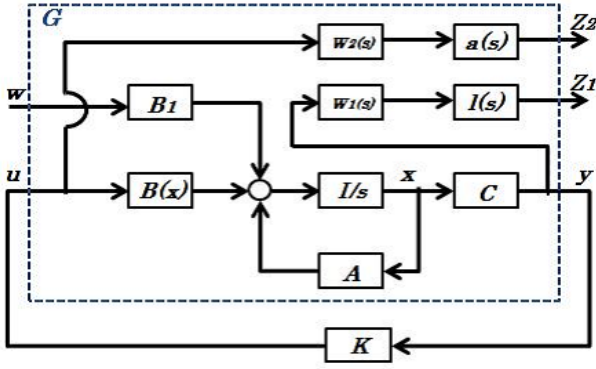 G
W2(s) a(s) Z2
w B1 W1(s) l(s) Z1
u B(x) I/s x C y
A
K